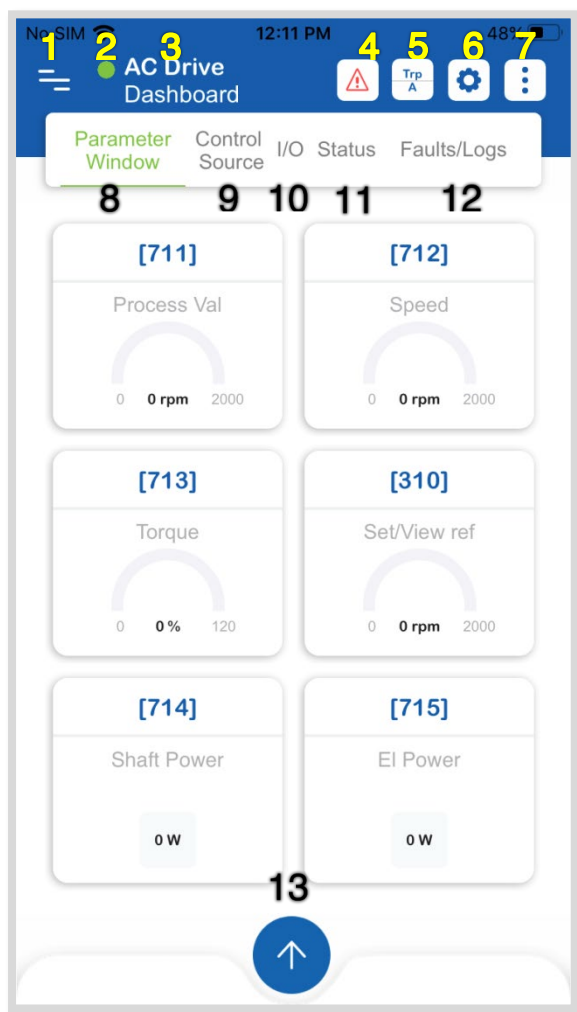 No SIM 12:11 PM 48%
1 2 3 4 5 6 7
AC Drive
Dashboard
Trp
A
Parameter
Window
Control
Source
I/O
Status
Faults/Logs
8 9 10 11 12
[711] [712]
Process Val Speed
0 0 rpm 2000 0 0 rpm 2000
[713] [310]
Torque Set/View ref
0 0 % 120 0 0 rpm 2000
[714] [715]
Shaft Power El Power
0 W 0 W
13